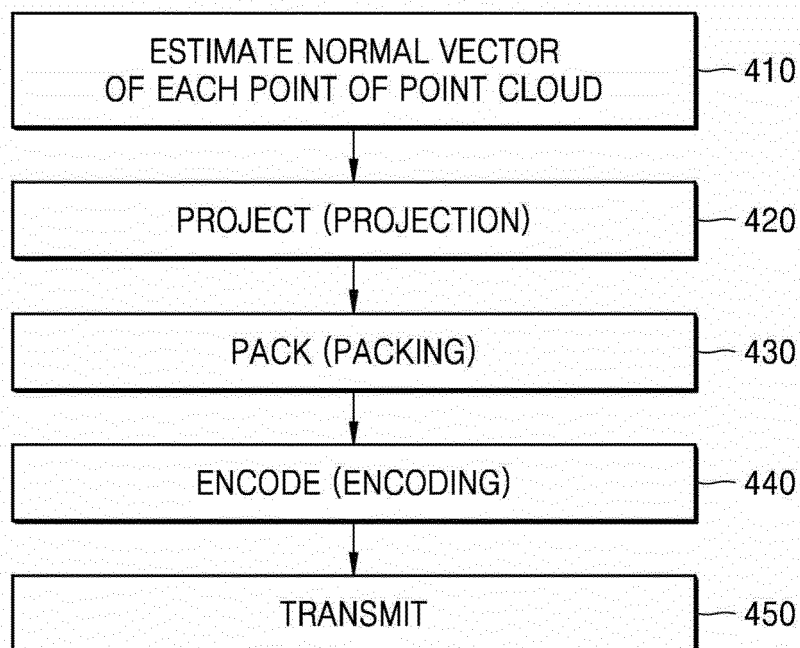 ESTIMATE NORMAL VECTOR
OF EACH POINT OF POINT CLOUD
410
PROJECT (PROJECTION)
420
PACK (PACKING)
430
ENCODE (ENCODING)
440
TRANSMIT
450